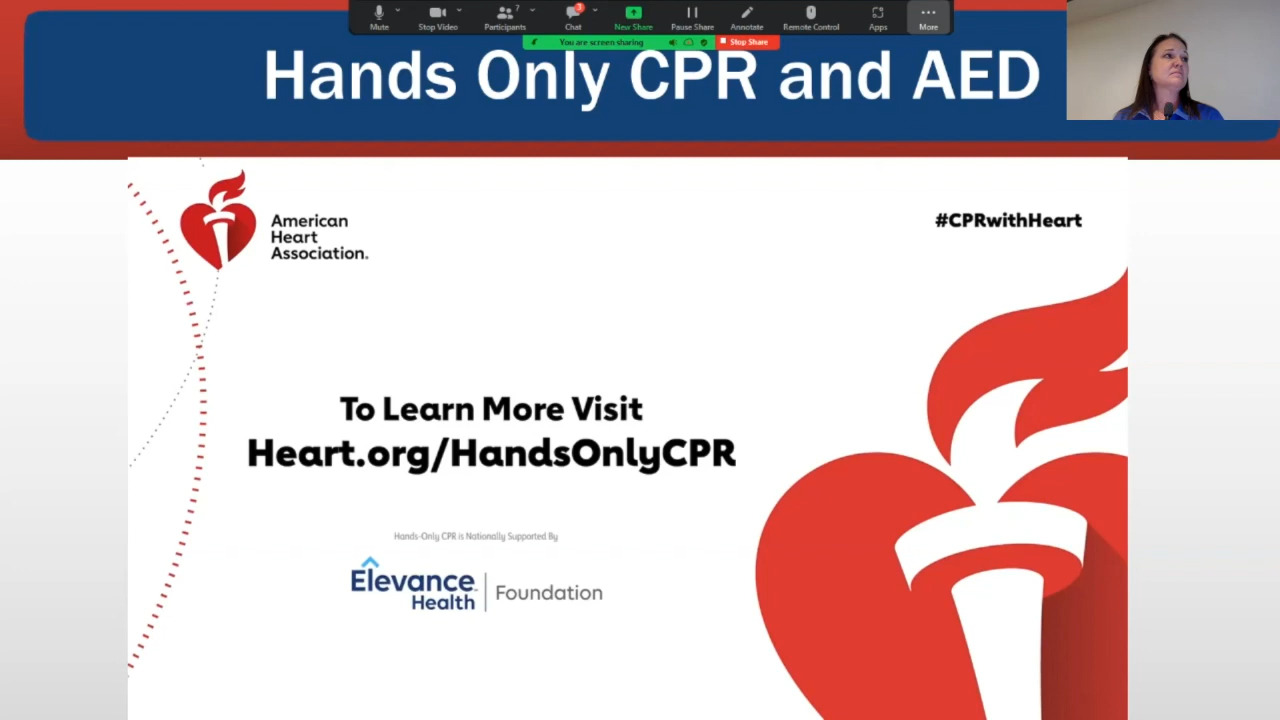 7
3
Mute
Stop Video
Participants
Chat
New Share
Pause Share
Annotate
Remote Control
Apps
More
You are screen sharing
Stop Share
Hands Only CPR and AED
American
Heart
Association®
#CPRwithHeart
To Learn More Visit
Heart.org/HandsOnlyCPR
Hands-Only CPR is Nationally Supported By
Elevance
Health
Foundation